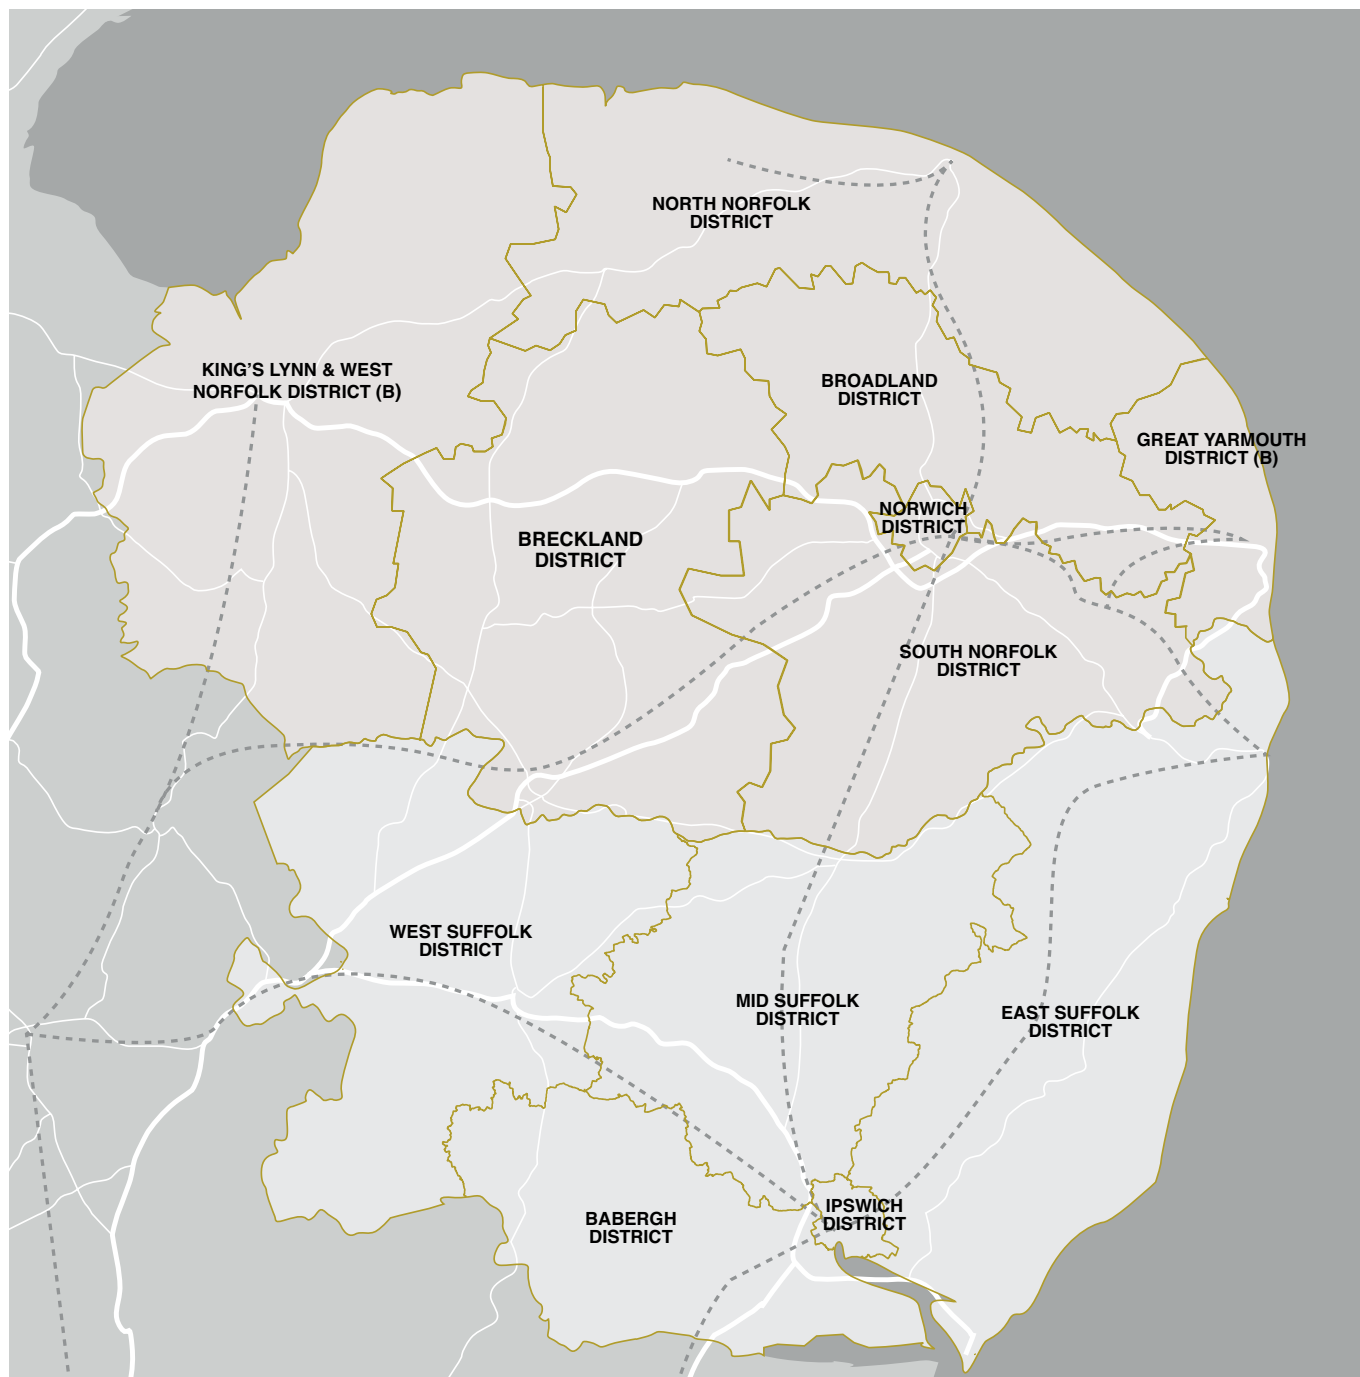 NORTH NORFOLK
DISTRICT
KING'S LYNN & WEST
NORFOLK DISTRICT (B)
BROADLAND
DISTRICT
GREAT YARMOUTH
DISTRICT (B)
NORWICH
DISTRICT
BRECKLAND
DISTRICT
SOUTH NORFOLK
DISTRICT
WEST SUFFOLK
DISTRICT
MID SUFFOLK
DISTRICT
EAST SUFFOLK
DISTRICT
IPSWICH
DISTRICT
BABERGH
DISTRICT